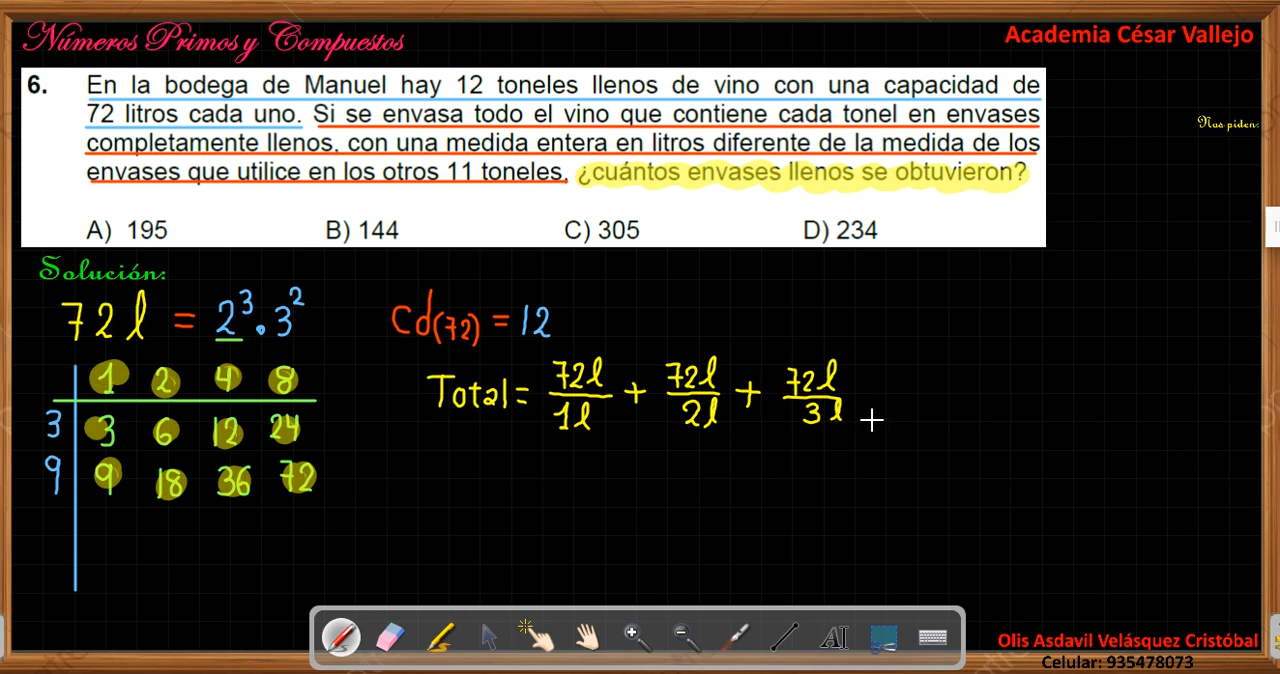 Números Primos y Compuestos
Academia César Vallejo
6. En la bodega de Manuel hay 12 toneles llenos de vino con una capacidad de
72 litros cada uno. Si se envasa todo el vino que contiene cada tonel en envases
completamente llenos, con una medida entera en litros diferente de la medida de los
envases que utilice en los otros 11 toneles, ¿cuántos envases llenos se obtuvieron?
Nos piden:
A) 195 B) 144 C) 305 D) 234
Solución:
72 l = 2³ · 3² Cd(72) = 12
1 2 4 8
Total = 72l/1l + 72l/2l + 72l/3l
3 3 6 12 24
9 9 18 36 72
AI
Olis Asdavil Velásquez Cristóbal
Celular: 935478073